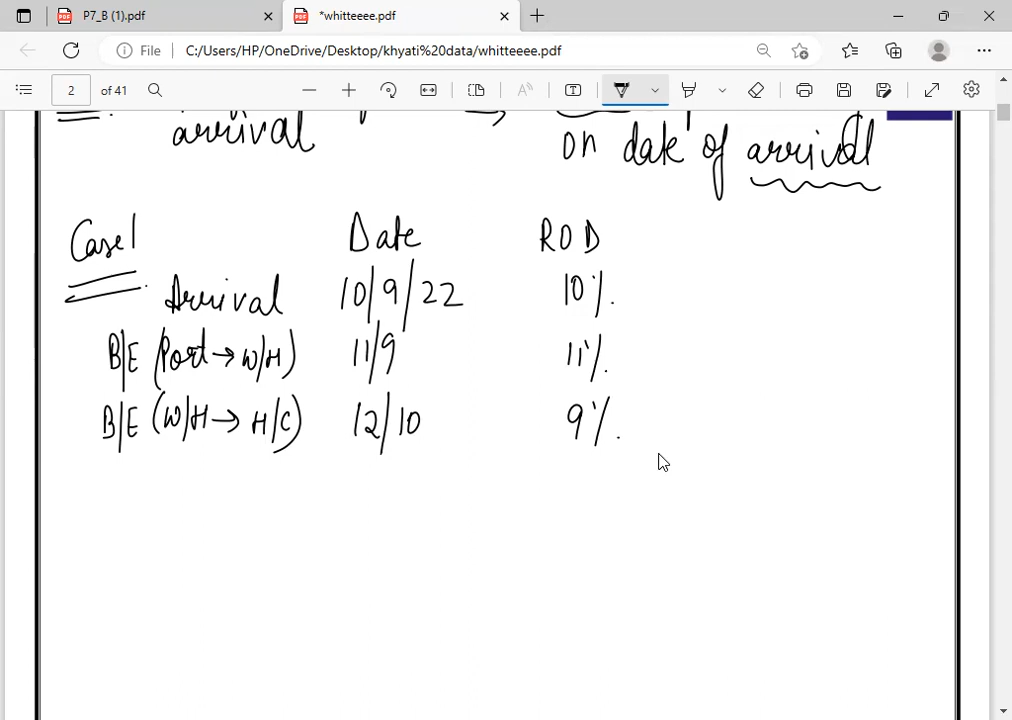 P7_B (1).pdf
*whitteeee.pdf
File C:/Users/HP/OneDrive/Desktop/khyati%20data/whitteeee.pdf
2 of 41
arrival
on date of arrival
Case 1 Date ROD
Arrival 10/9/22 10%.
B/E (Port→W/H) 11/9 11%.
B/E (W/H→H/C) 12/10 9%.